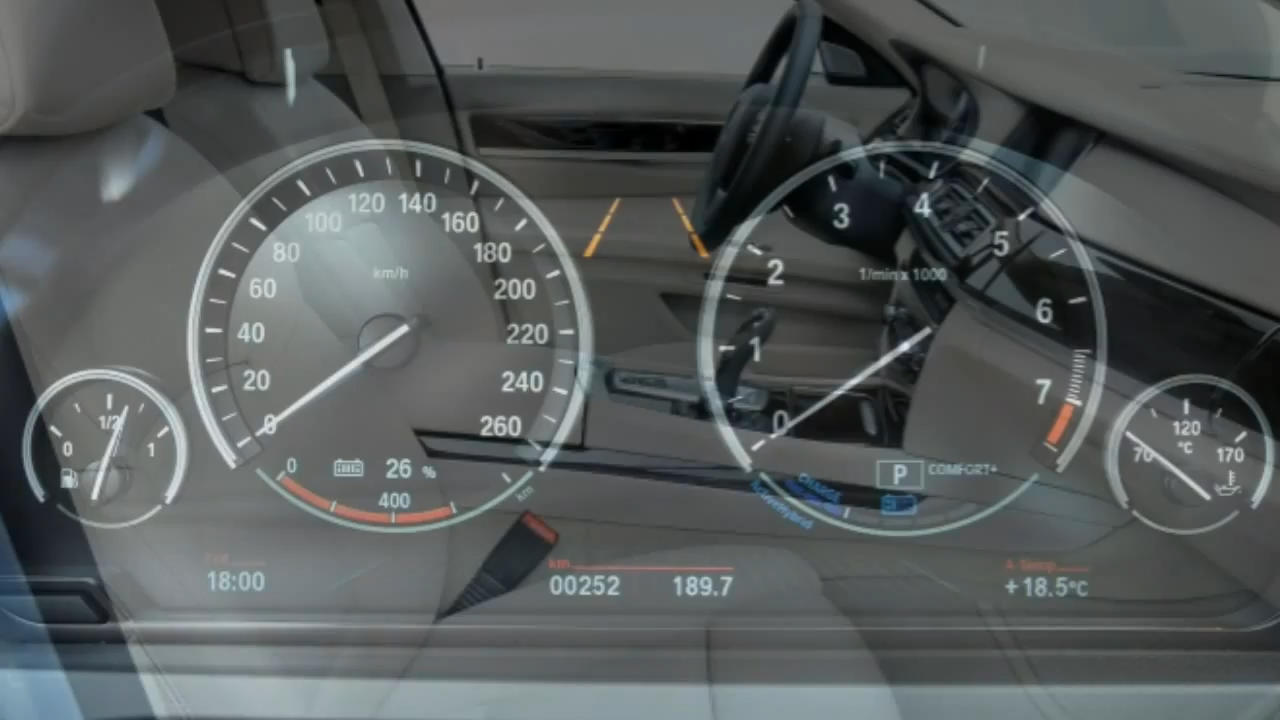 120 140
100 160
80 180
km/h
60 200
40 220
20 240
0 260
3 4 5
2 6
1/min x 1000
1 7
0
1/2
0 1
120
°C
70 170
0
26 %
400
km
P COMFORT+
CHARGE
18:00
km
00252 189.7
+18.5°C